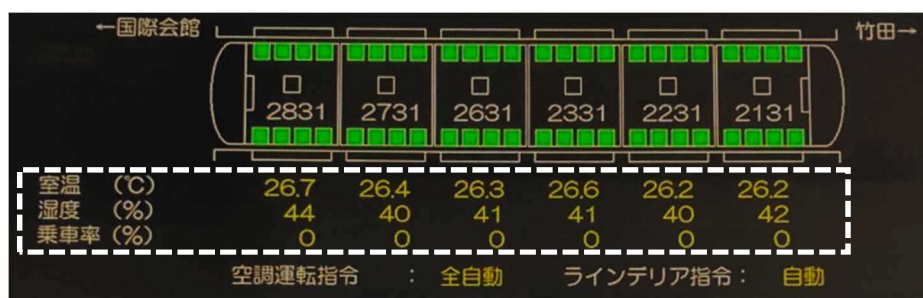 ←国際会館 竹田→
2831 2731 2631 2331 2231 2131
室温 (℃) 26.7 26.4 26.3 26.6 26.2 26.2
湿度 (%) 44 40 41 41 40 42
乗車率 (%) 0 0 0 0 0 0
空調運転指令 : 全自動 ラインデリア指令: 自動